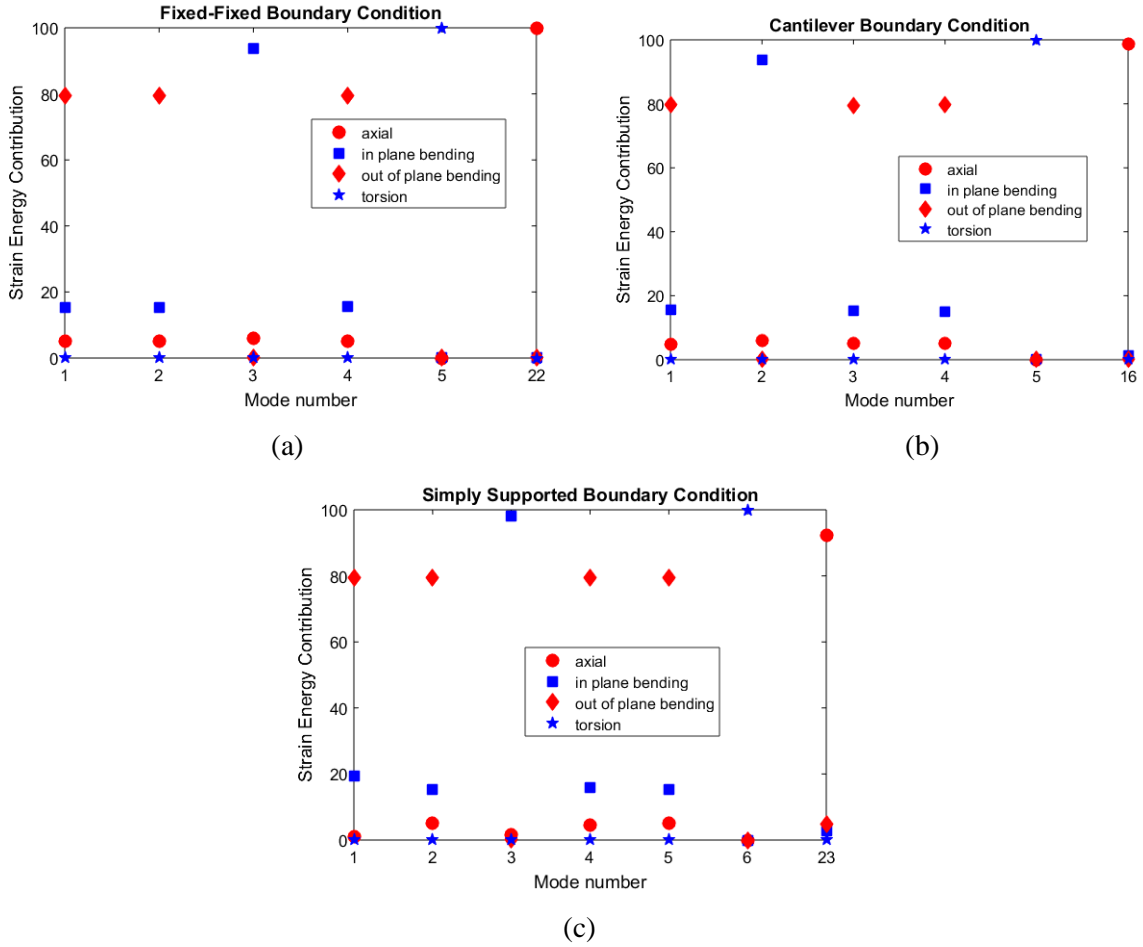 Fixed-Fixed Boundary Condition
100
80
60
40
20
0
Strain Energy Contribution
axial
in plane bending
out of plane bending
torsion
1 2 3 4 5 22
Mode number
(a)
Cantilever Boundary Condition
100
80
60
40
20
0
Strain Energy Contribution
axial
in plane bending
out of plane bending
torsion
1 2 3 4 5 16
Mode number
(b)
Simply Supported Boundary Condition
100
80
60
40
20
0
Strain Energy Contribution
axial
in plane bending
out of plane bending
torsion
1 2 3 4 5 6 23
Mode number
(c)